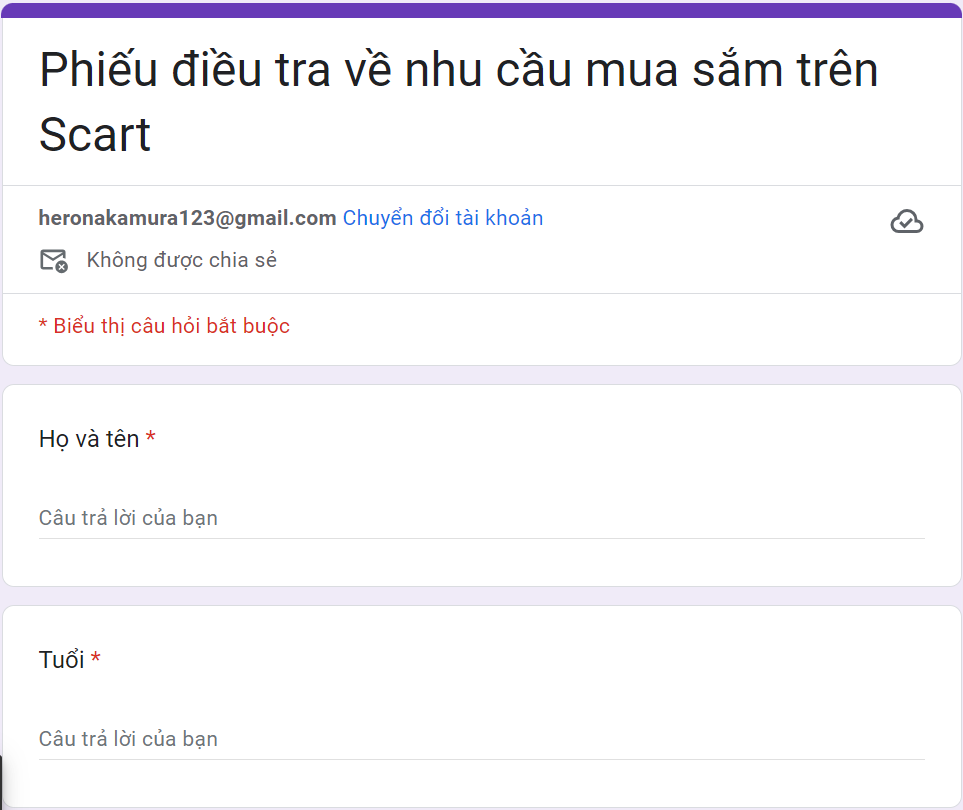 Phiếu điều tra về nhu cầu mua sắm trên
Scart
heronakamura123@gmail.com Chuyển đổi tài khoản
Không được chia sẻ
* Biểu thị câu hỏi bắt buộc
Họ và tên *
Câu trả lời của bạn
Tuổi *
Câu trả lời của bạn